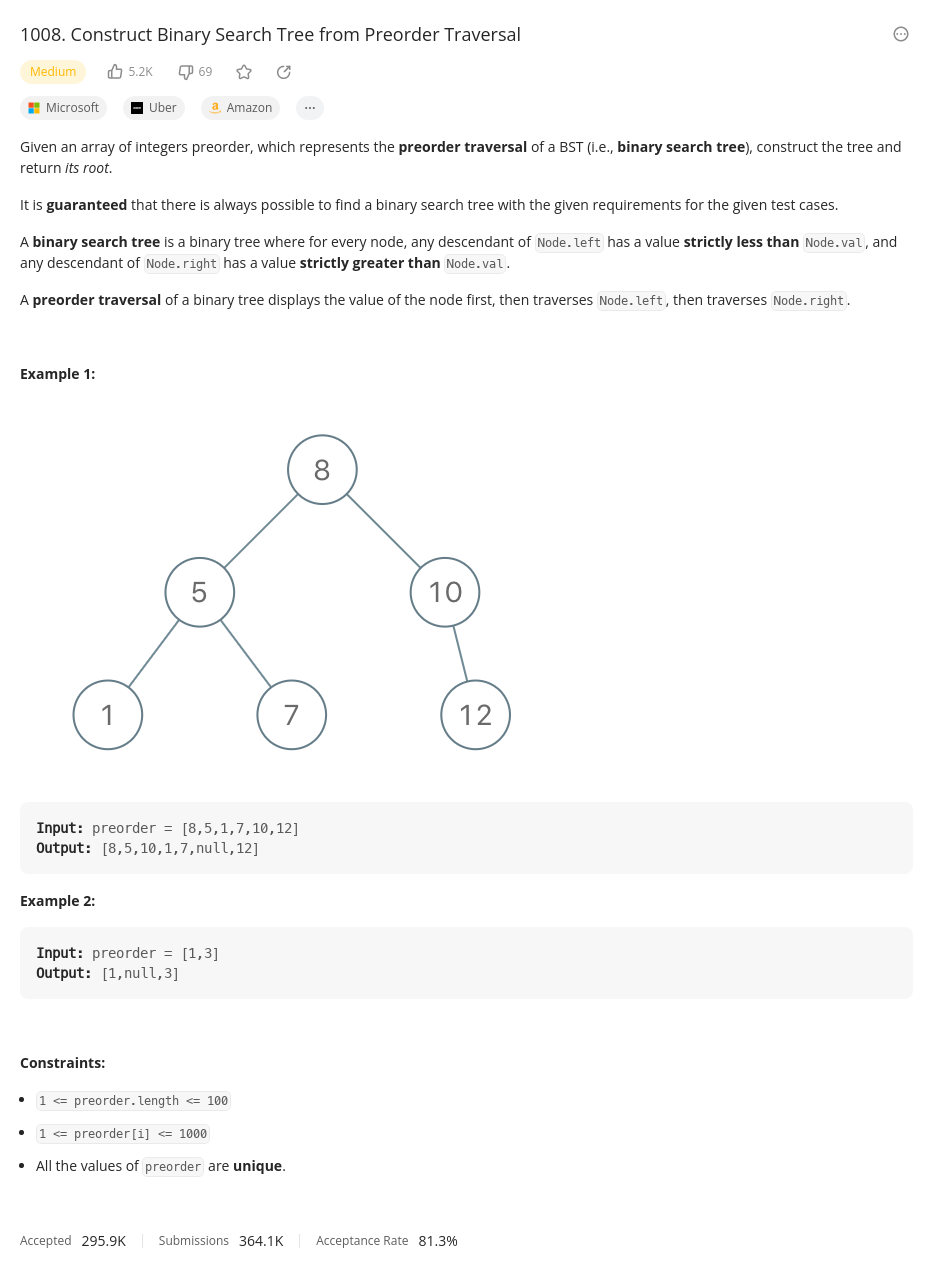 1008. Construct Binary Search Tree from Preorder Traversal
Medium 5.2K 69
Microsoft Uber a Amazon ...
Given an array of integers preorder, which represents the preorder traversal of a BST (i.e., binary search tree), construct the tree and
return its root.
It is guaranteed that there is always possible to find a binary search tree with the given requirements for the given test cases.
A binary search tree is a binary tree where for every node, any descendant of Node.left has a value strictly less than Node.val, and
any descendant of Node.right has a value strictly greater than Node.val.
A preorder traversal of a binary tree displays the value of the node first, then traverses Node.left, then traverses Node.right.
Example 1:
8
5 10
1 7 12
Input: preorder = [8,5,1,7,10,12]
Output: [8,5,10,1,7,null,12]
Example 2:
Input: preorder = [1,3]
Output: [1,null,3]
Constraints:
• 1 <= preorder.length <= 100
• 1 <= preorder[i] <= 1000
• All the values of preorder are unique.
Accepted 295.9K Submissions 364.1K Acceptance Rate 81.3%